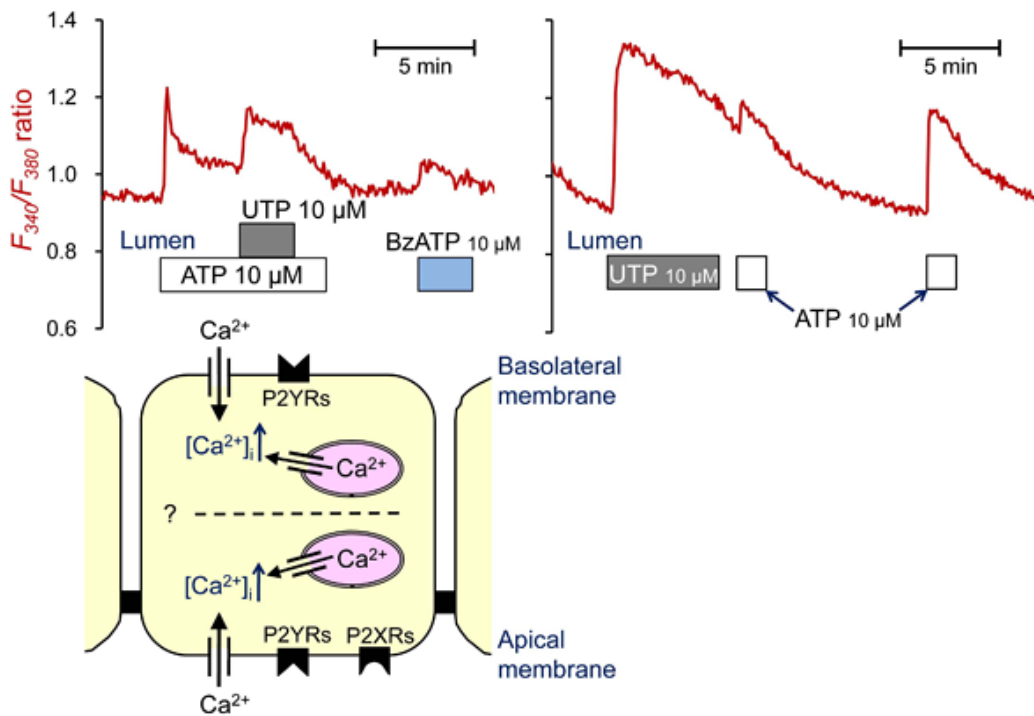 1.4
1.2
1.0
0.8
0.6
F340/F380 ratio
5 min
UTP 10 µM
Lumen
ATP 10 µM
BzATP 10 µM
5 min
Lumen
UTP 10 µM
ATP 10 µM
Ca²⁺
P2YRs
Basolateral
membrane
[Ca²⁺]i
Ca²⁺
?
Ca²⁺
[Ca²⁺]i
P2YRs
P2XRs
Apical
membrane
Ca²⁺